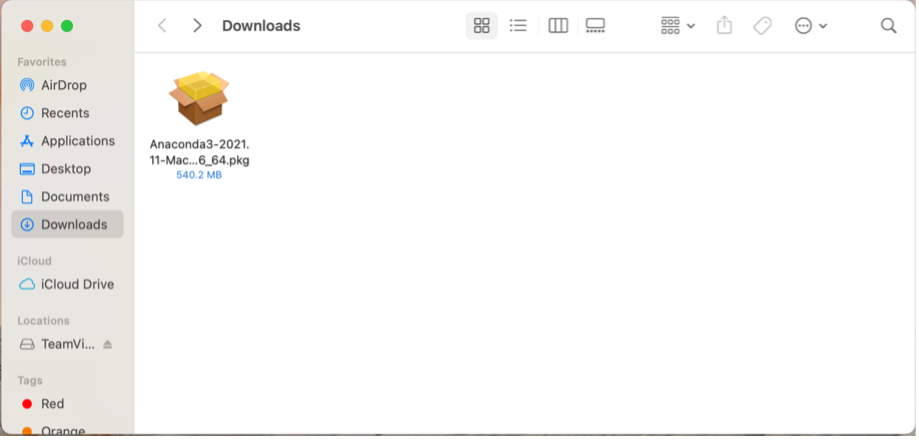 Downloads
Favorites
AirDrop
Recents
Applications
Desktop
Documents
Downloads
iCloud
iCloud Drive
Locations
TeamVi...
Tags
Red
Orange
Anaconda3-2021.
11-Mac...6_64.pkg
540.2 MB